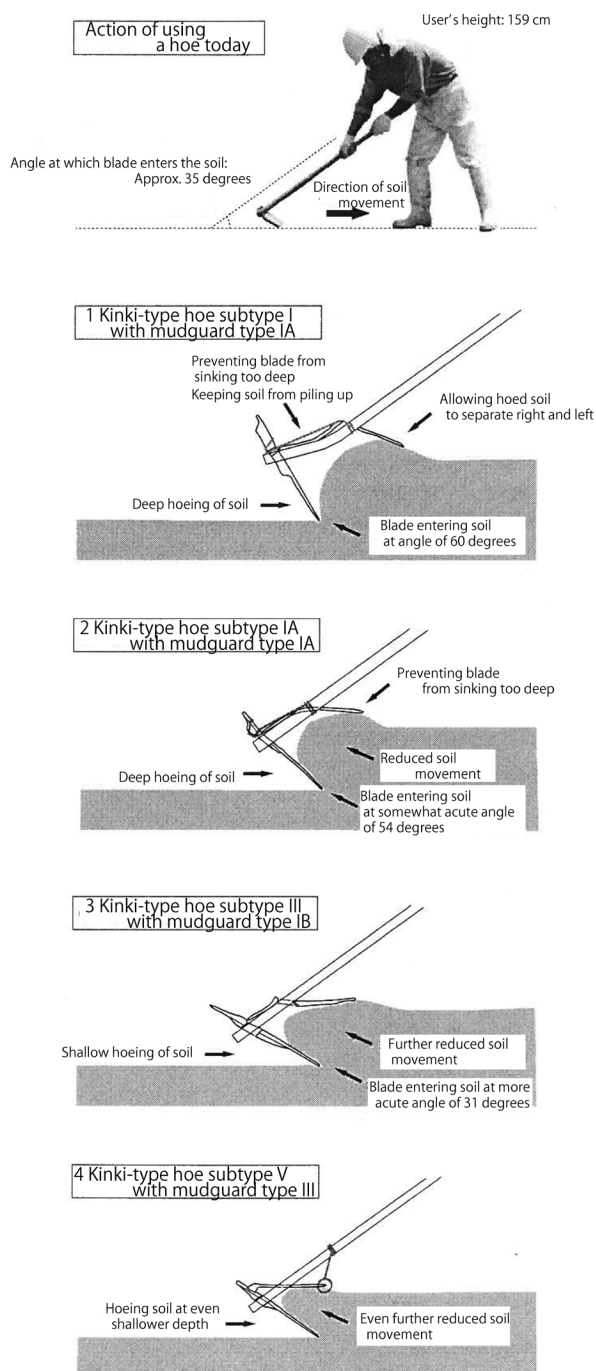 Action of using
a hoe today
User's height: 159 cm
Angle at which blade enters the soil:
Approx. 35 degrees
Direction of soil
movement
1 Kinki-type hoe subtype I
with mudguard type IA
Preventing blade from
sinking too deep
Keeping soil from piling up
Allowing hoed soil
to separate right and left
Deep hoeing of soil
Blade entering soil
at angle of 60 degrees
2 Kinki-type hoe subtype IA
with mudguard type IA
Preventing blade
from sinking too deep
Reduced soil
movement
Deep hoeing of soil
Blade entering soil
at somewhat acute angle
of 54 degrees
3 Kinki-type hoe subtype III
with mudguard type IB
Shallow hoeing of soil
Further reduced soil
movement
Blade entering soil at more
acute angle of 31 degrees
4 Kinki-type hoe subtype V
with mudguard type III
Hoeing soil at even
shallower depth
Even further reduced soil
movement